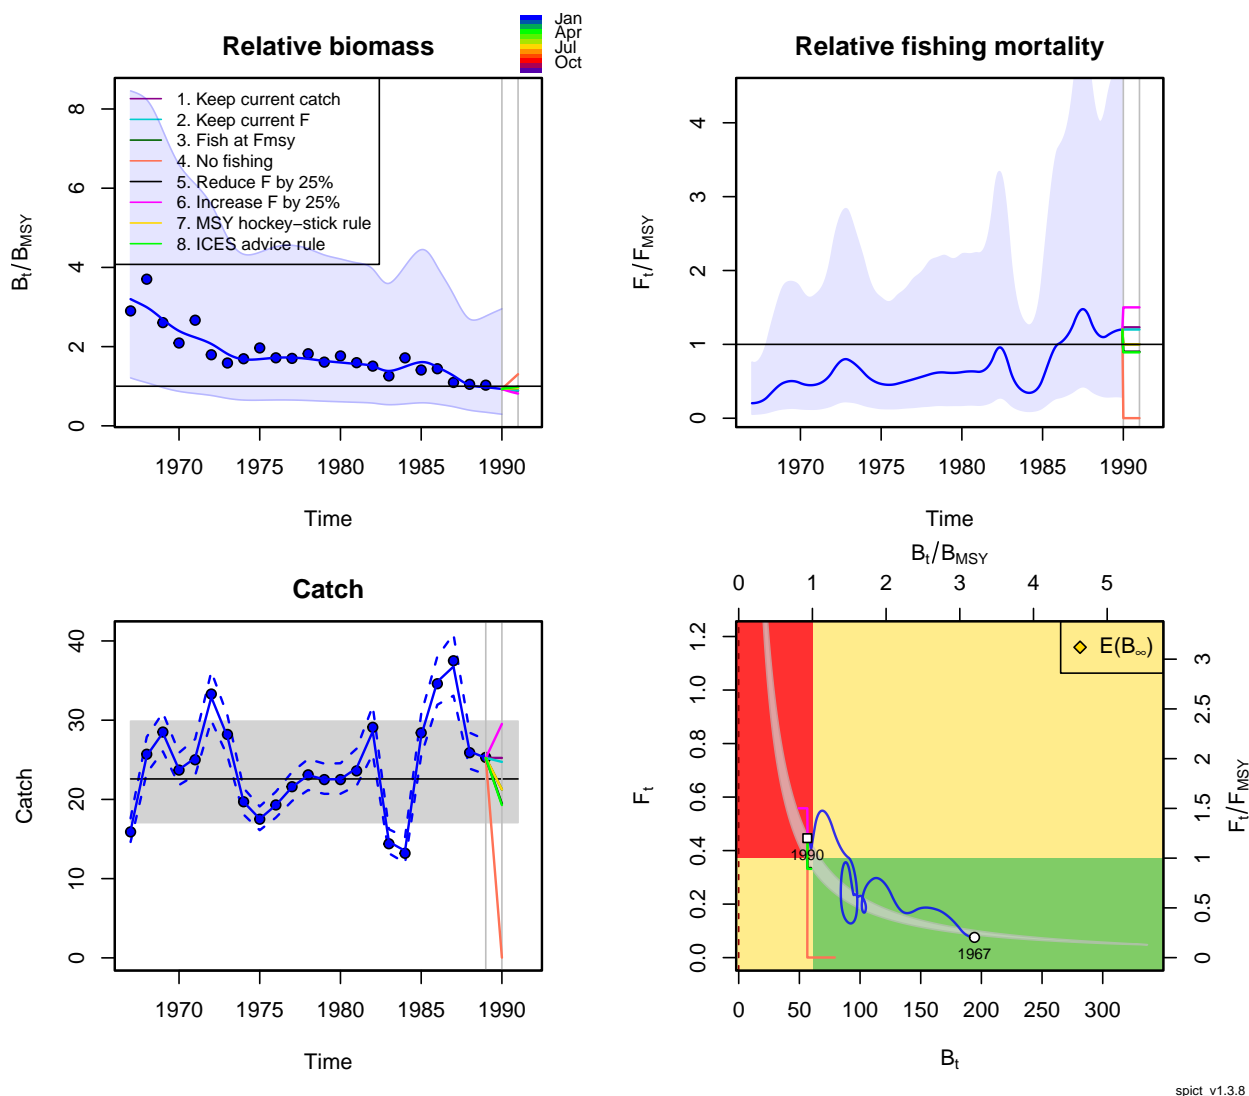 Relative biomass
Jan
Apr
Jul
Oct
1. Keep current catch
2. Keep current F
3. Fish at Fmsy
4. No fishing
5. Reduce F by 25%
6. Increase F by 25%
7. MSY hockey−stick rule
8. ICES advice rule
Bt/BMSY
0
2
4
6
8
1970
1975
1980
1985
1990
Time
Relative fishing mortality
Ft/FMSY
0
1
2
3
4
1970
1975
1980
1985
1990
Time
Catch
Catch
0
10
20
30
40
1970
1975
1980
1985
1990
Time
Bt/BMSY
0
1
2
3
4
5
E(B∞)
1990
1967
Ft
0.0
0.2
0.4
0.6
0.8
1.0
1.2
Ft/FMSY
0
0.5
1
1.5
2
2.5
3
0
50
100
150
200
250
300
Bt
spict_v1.3.8